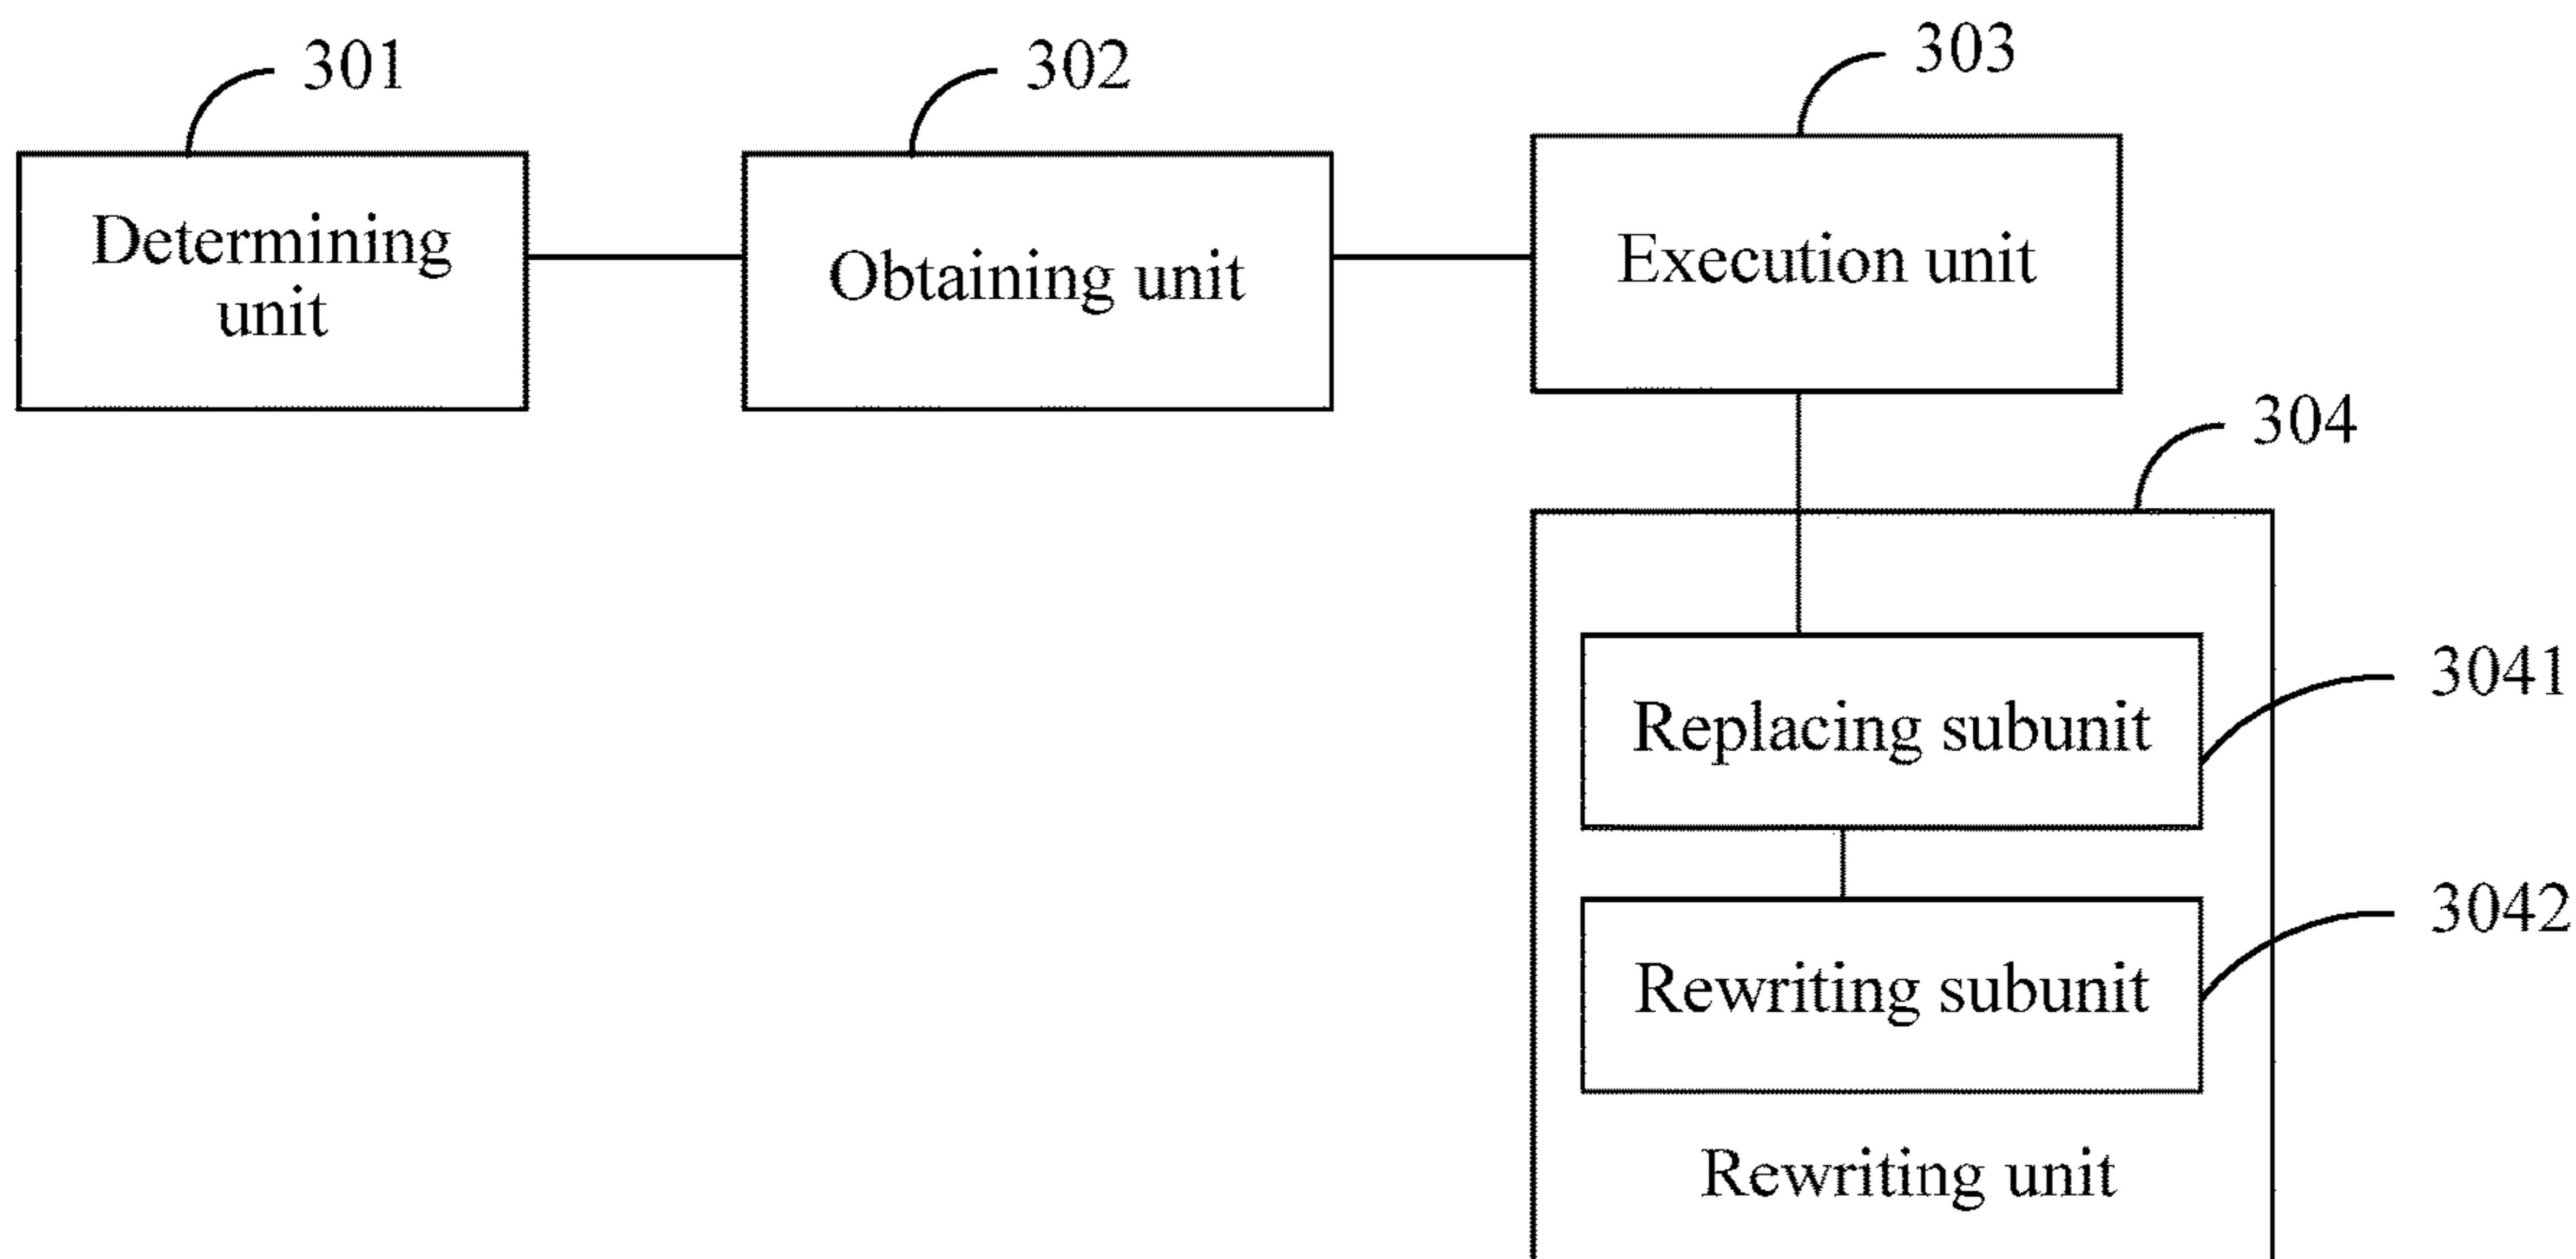 301
302
303
Determining
unit
Obtaining unit
Execution unit
304
Replacing subunit
3041
Rewriting subunit
3042
Rewriting unit